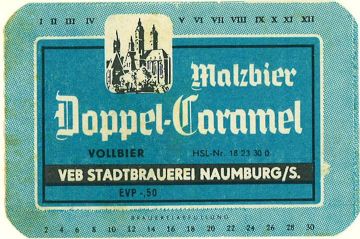 I II III IV V VI VII VIII IX X XI XII
Malzbier
Doppel-Caramel
VOLLBIER HSL-Nr. 18 23 30 0
VEB STADTBRAUEREI NAUMBURG/S.
EVP -,50
BRAUEREIABFÜLLUNG
2 4 6 8 10 12 14 16 18 20 22 24 26 28 30